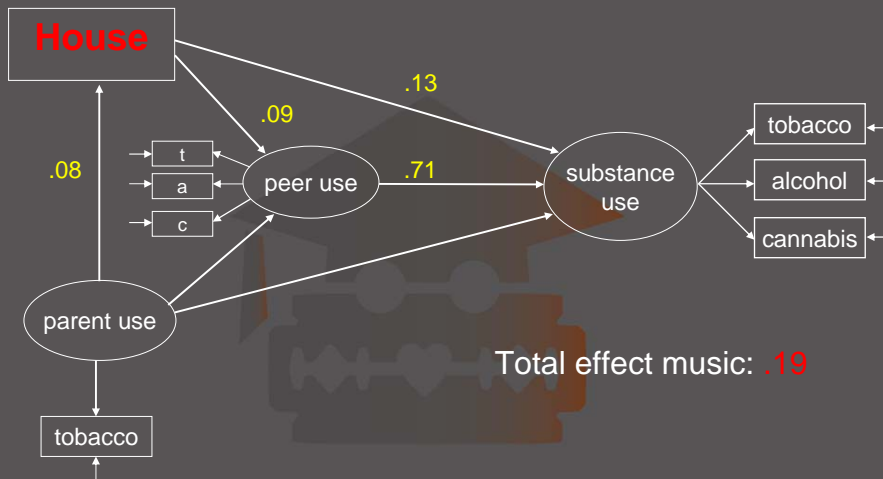 House
.13
.09
tobacco
t
.08
peer use
.71
substance
use
a
alcohol
c
cannabis
parent use
Total effect music: .19
tobacco